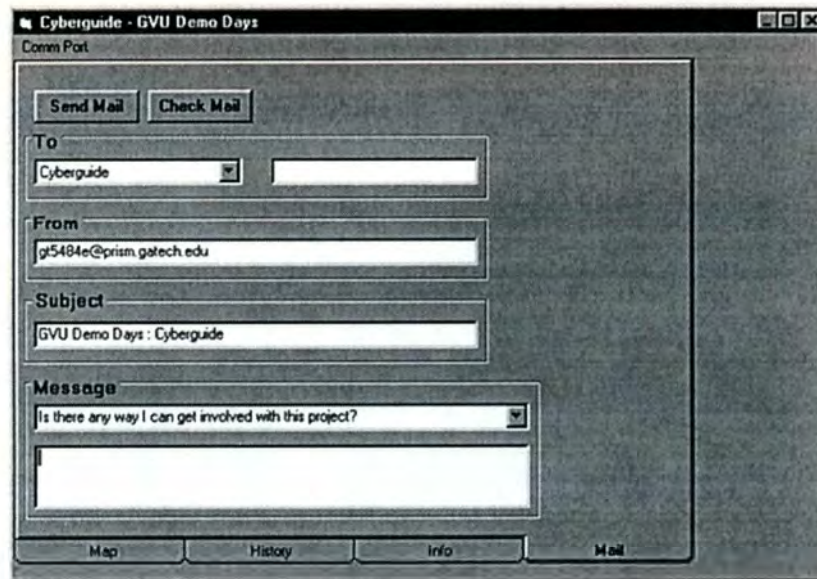 Cyberguide - GVU Demo Days
Comm Port
Send Mail Check Mail
To
Cyberguide
From
gt5484e@prism.gatech.edu
Subject
GVU Demo Days : Cyberguide
Message
Is there any way I can get involved with this project?
Map History Info Mail